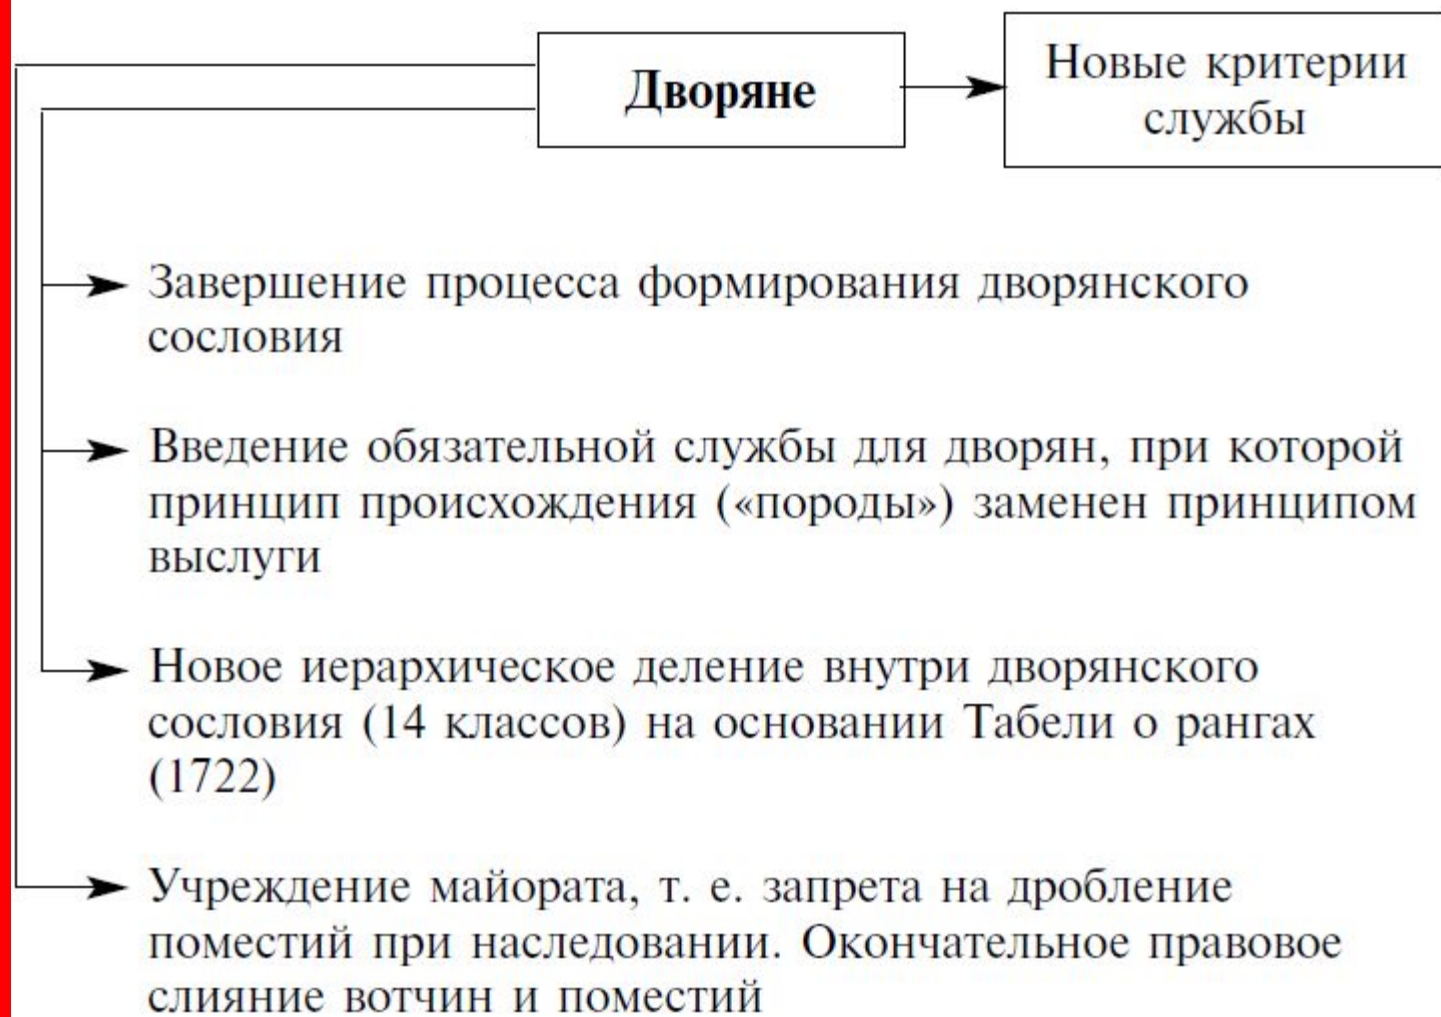 Дворяне
Новые критерии
службы
Завершение процесса формирования дворянского
сословия
Введение обязательной службы для дворян, при которой
принцип происхождения («породы») заменен принципом
выслуги
Новое иерархическое деление внутри дворянского
сословия (14 классов) на основании Табели о рангах
(1722)
Учреждение майората, т. е. запрета на дробление
поместий при наследовании. Окончательное правовое
слияние вотчин и поместий